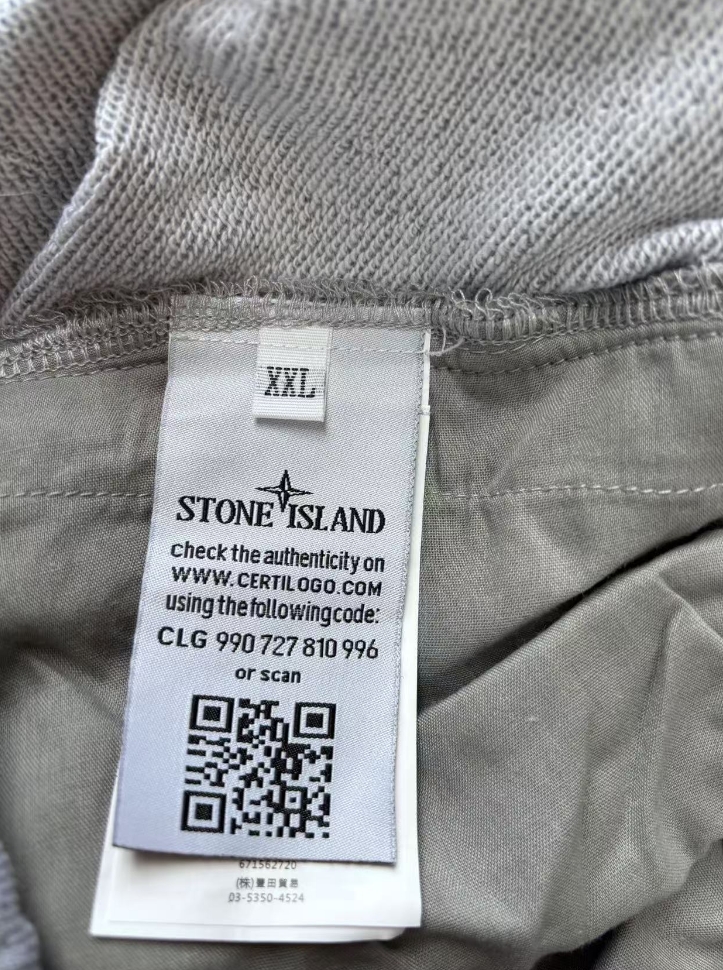 XXL
STONE ISLAND
check the authenticity on
WWW.CERTILOGO.COM
using the following code:
CLG 990 727 810 996
or scan
671562720
(株)豊田貿易
03-5350-4524